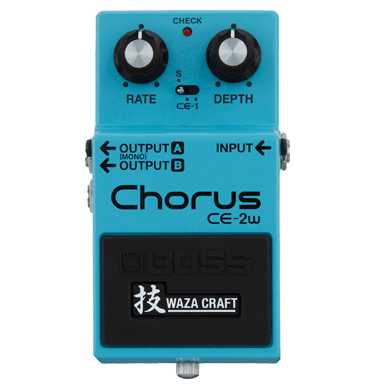 CHECK
RATE
S
CE-1
DEPTH
← OUTPUT A
(MONO)
← OUTPUT B
INPUT ←
Chorus
CE-2w
BOSS
技 WAZA CRAFT